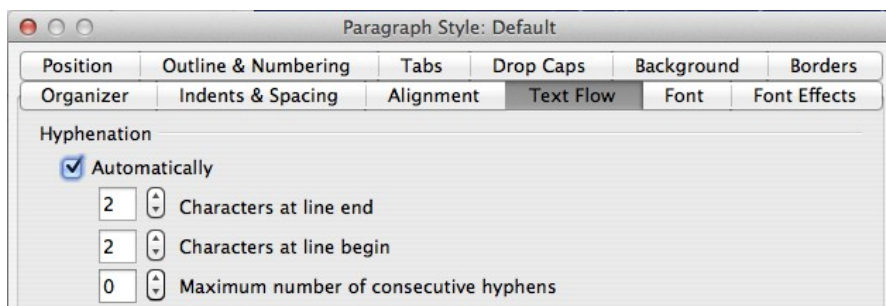 Paragraph Style: Default
Position Outline & Numbering Tabs Drop Caps Background Borders
Organizer Indents & Spacing Alignment Text Flow Font Font Effects
Hyphenation
Automatically
2 Characters at line end
2 Characters at line begin
0 Maximum number of consecutive hyphens